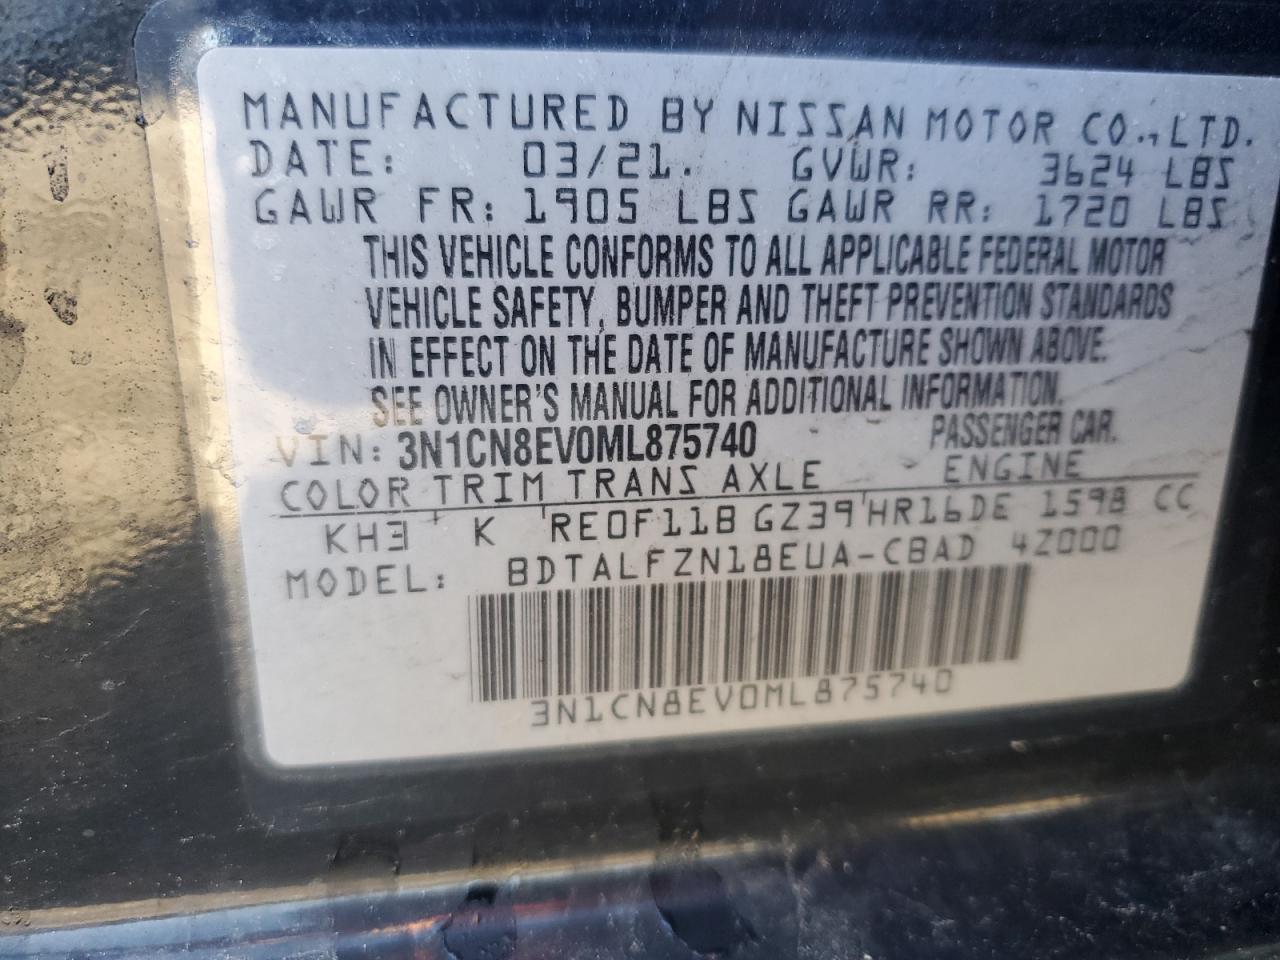 MANUFACTURED BY NISSAN MOTOR CO., LTD.
DATE: 03/21. GVWR: 3624 LBS
GAWR FR: 1905 LBS GAWR RR: 1720 LBS
THIS VEHICLE CONFORMS TO ALL APPLICABLE FEDERAL MOTOR
VEHICLE SAFETY, BUMPER AND THEFT PREVENTION STANDARDS
IN EFFECT ON THE DATE OF MANUFACTURE SHOWN ABOVE.
SEE OWNER'S MANUAL FOR ADDITIONAL INFORMATION.
VIN: 3N1CN8EV0ML875740 PASSENGER CAR.
COLOR TRIM TRANS AXLE ENGINE
KH3 K RE0F11B GZ39 HR16DE 1598 CC
MODEL: BDTALFZN18EUA-CBAD 42000
3N1CN8EV0ML875740